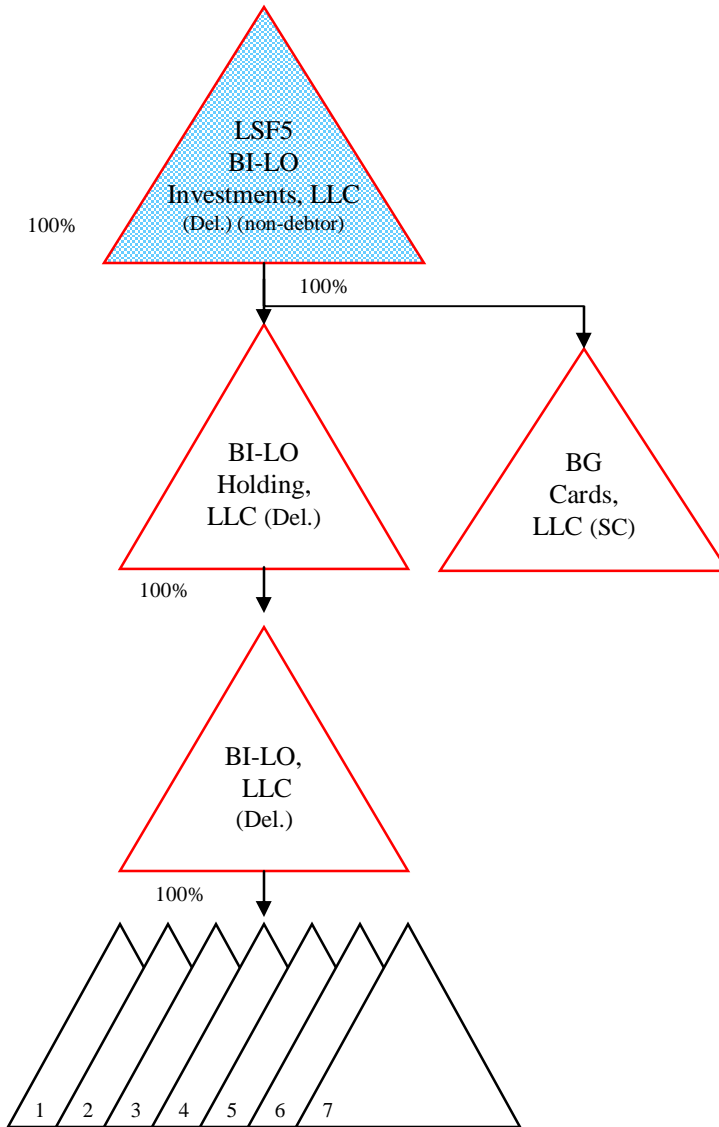 LSF5
BI-LO
Investments, LLC
(Del.) (non-debtor)
100%
100%
BI-LO
Holding,
LLC (Del.)
BG
Cards,
LLC (SC)
100%
BI-LO,
LLC
(Del.)
100%
1 2 3 4 5 6 7